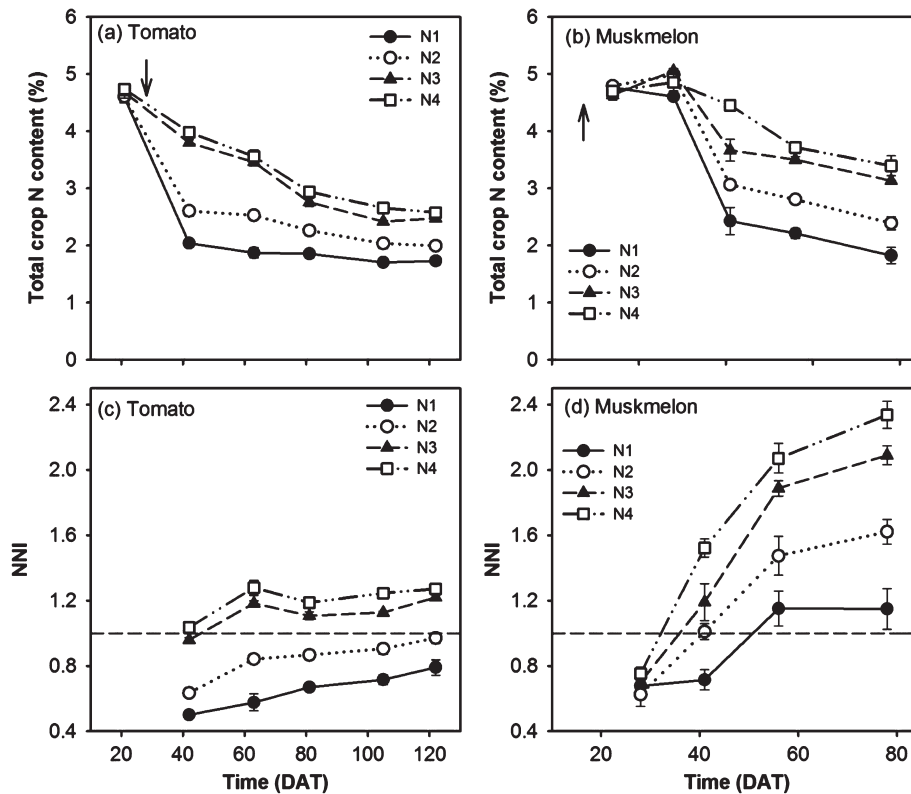 (a) Tomato
N1
N2
N3
N4
Total crop N content (%)
6
5
4
3
2
1
0
(b) Muskmelon
N1
N2
N3
N4
Total crop N content (%)
6
5
4
3
2
1
0
(c) Tomato
N1
N2
N3
N4
NNI
2.4
2.0
1.6
1.2
0.8
0.4
20 40 60 80 100 120
Time (DAT)
(d) Muskmelon
N1
N2
N3
N4
NNI
2.4
2.0
1.6
1.2
0.8
0.4
20 40 60 80
Time (DAT)